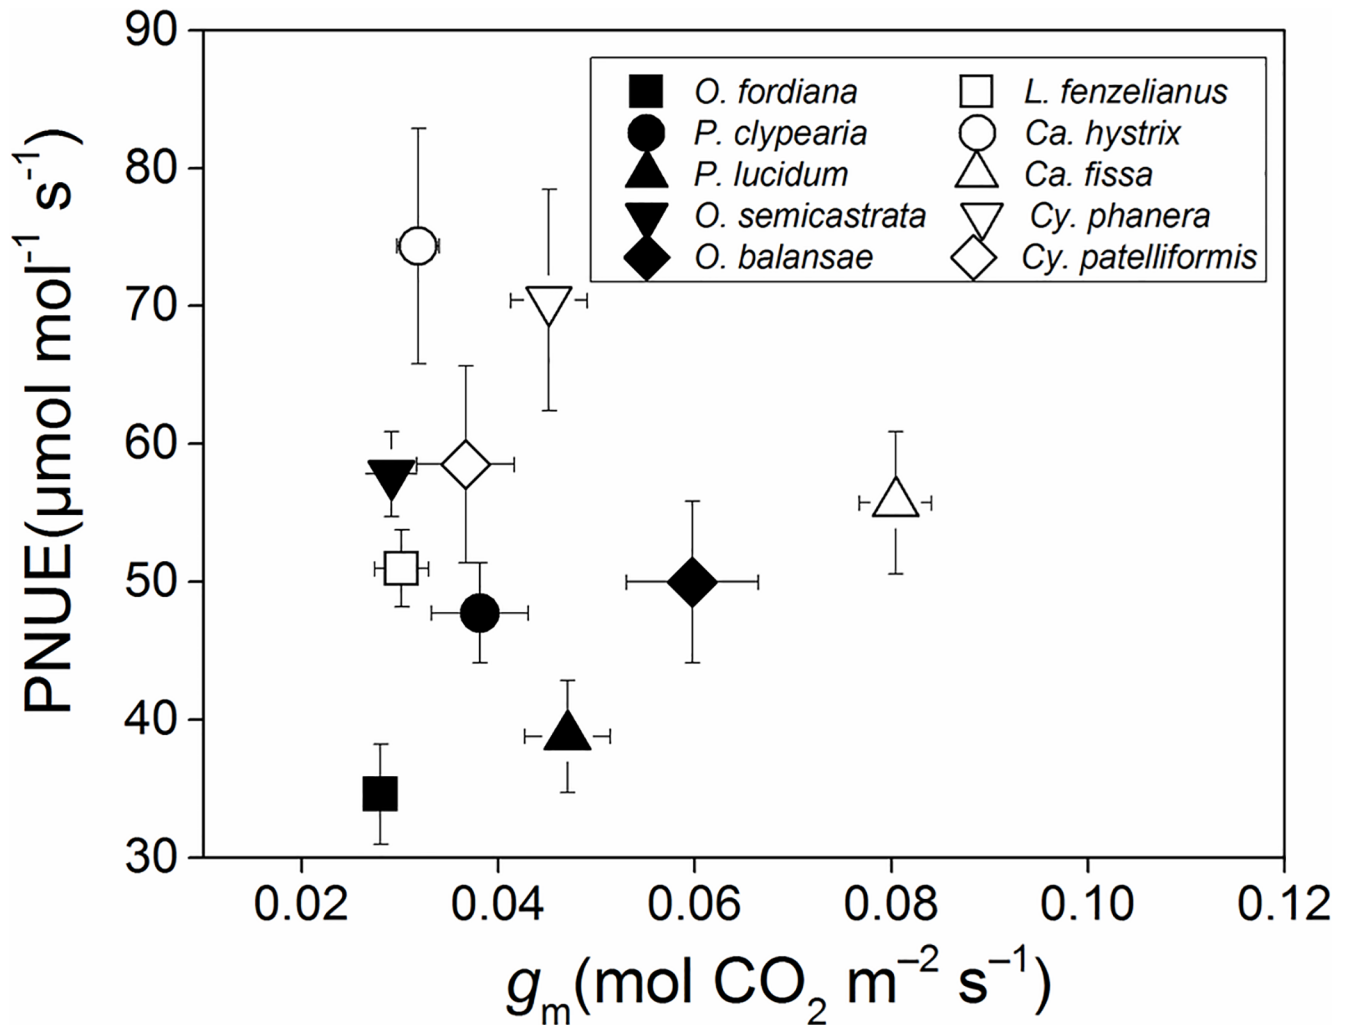 90
80
70
60
50
40
30
PNUE(μmol mol⁻¹ s⁻¹)
O. fordiana
P. clypearia
P. lucidum
O. semicastrata
O. balansae
L. fenzelianus
Ca. hystrix
Ca. fissa
Cy. phanera
Cy. patelliformis
0.02 0.04 0.06 0.08 0.10 0.12
gₘ(mol CO₂ m⁻² s⁻¹)